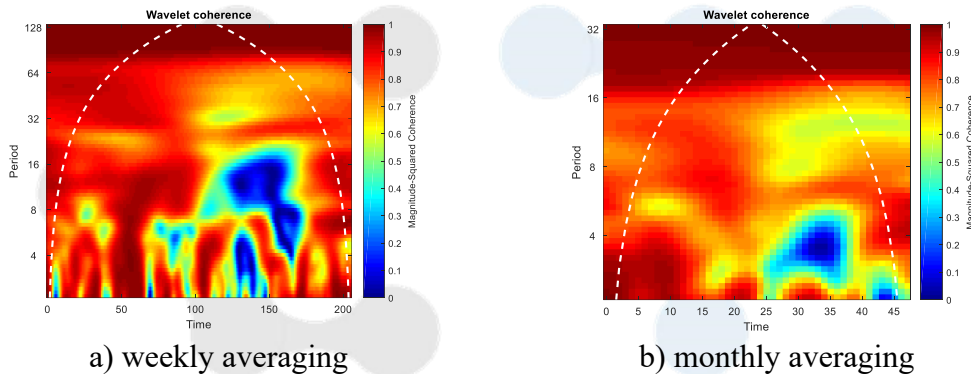 Wavelet coherence
128
64
32
16
8
4
Period
0 50 100 150 200
Time
1
0.9
0.8
0.7
0.6
0.5
0.4
0.3
0.2
0.1
0
Magnitude-Squared Coherence
a) weekly averaging
Wavelet coherence
32
16
8
4
Period
0 5 10 15 20 25 30 35 40 45
Time
1
0.9
0.8
0.7
0.6
0.5
0.4
0.3
0.2
0.1
0
Magnitude-Squared Coherence
b) monthly averaging